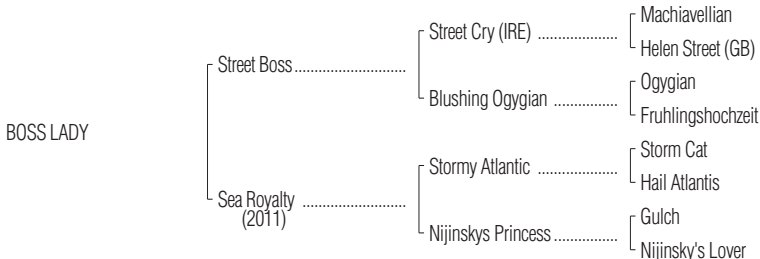 Machiavellian
Street Cry (IRE) ....................
Helen Street (GB)
Street Boss............................
Ogygian
Blushing Ogygian ................
Fruhlingshochzeit
BOSS LADY
Storm Cat
Stormy Atlantic ....................
Hail Atlantis
Sea Royalty ..........................
(2011)
Gulch
Nijinskys Princess................
Nijinsky's Lover